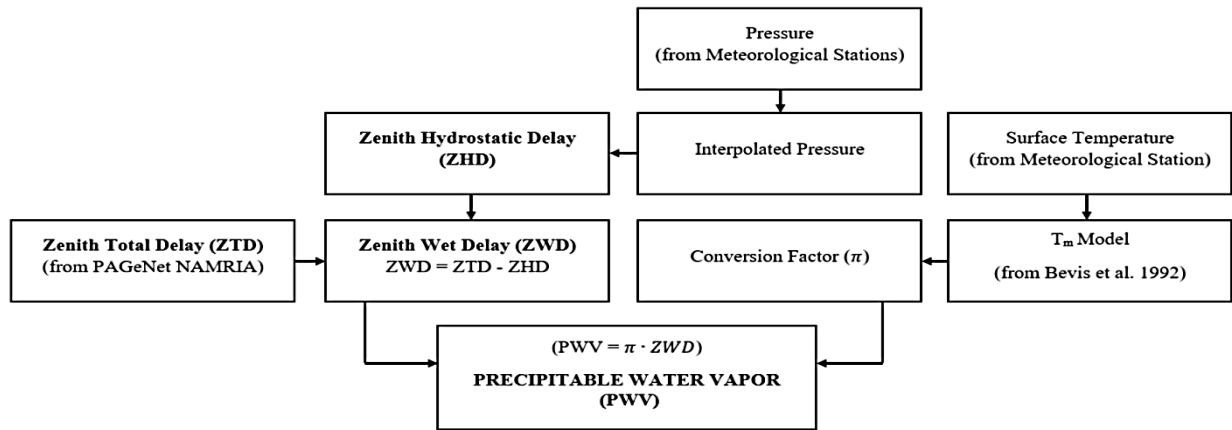 Pressure
(from Meteorological Stations)
Zenith Hydrostatic Delay
(ZHD)
Interpolated Pressure
Surface Temperature
(from Meteorological Station)
Zenith Total Delay (ZTD)
(from PAGeNet NAMRIA)
Zenith Wet Delay (ZWD)
ZWD = ZTD - ZHD
Conversion Factor (π)
Tₘ Model
(from Bevis et al. 1992)
(PWV = π · ZWD)
PRECIPITABLE WATER VAPOR
(PWV)